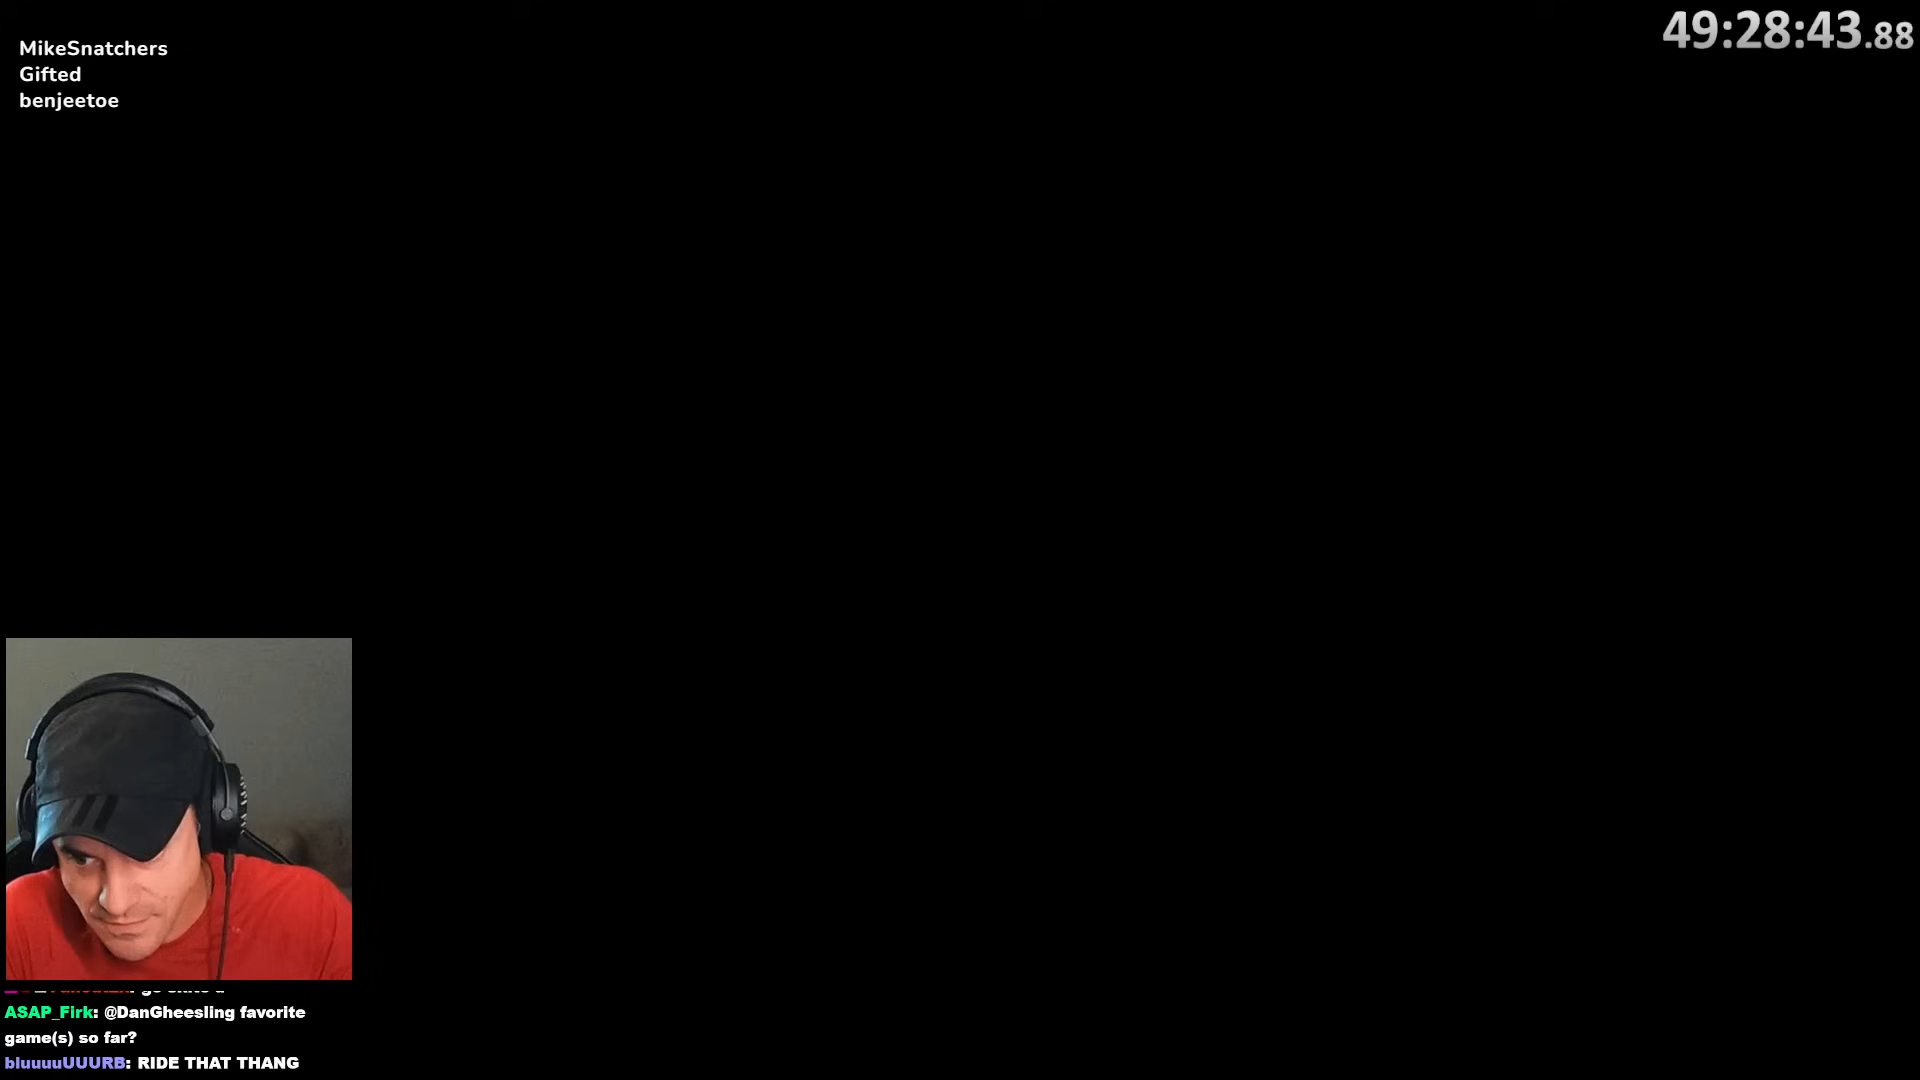 MikeSnatchers
Gifted
benjeetoe
49:28:43.88
ASAP_Firk: @DanGheesling favorite
game(s) so far?
bluuuuUUURB: RIDE THAT THANG